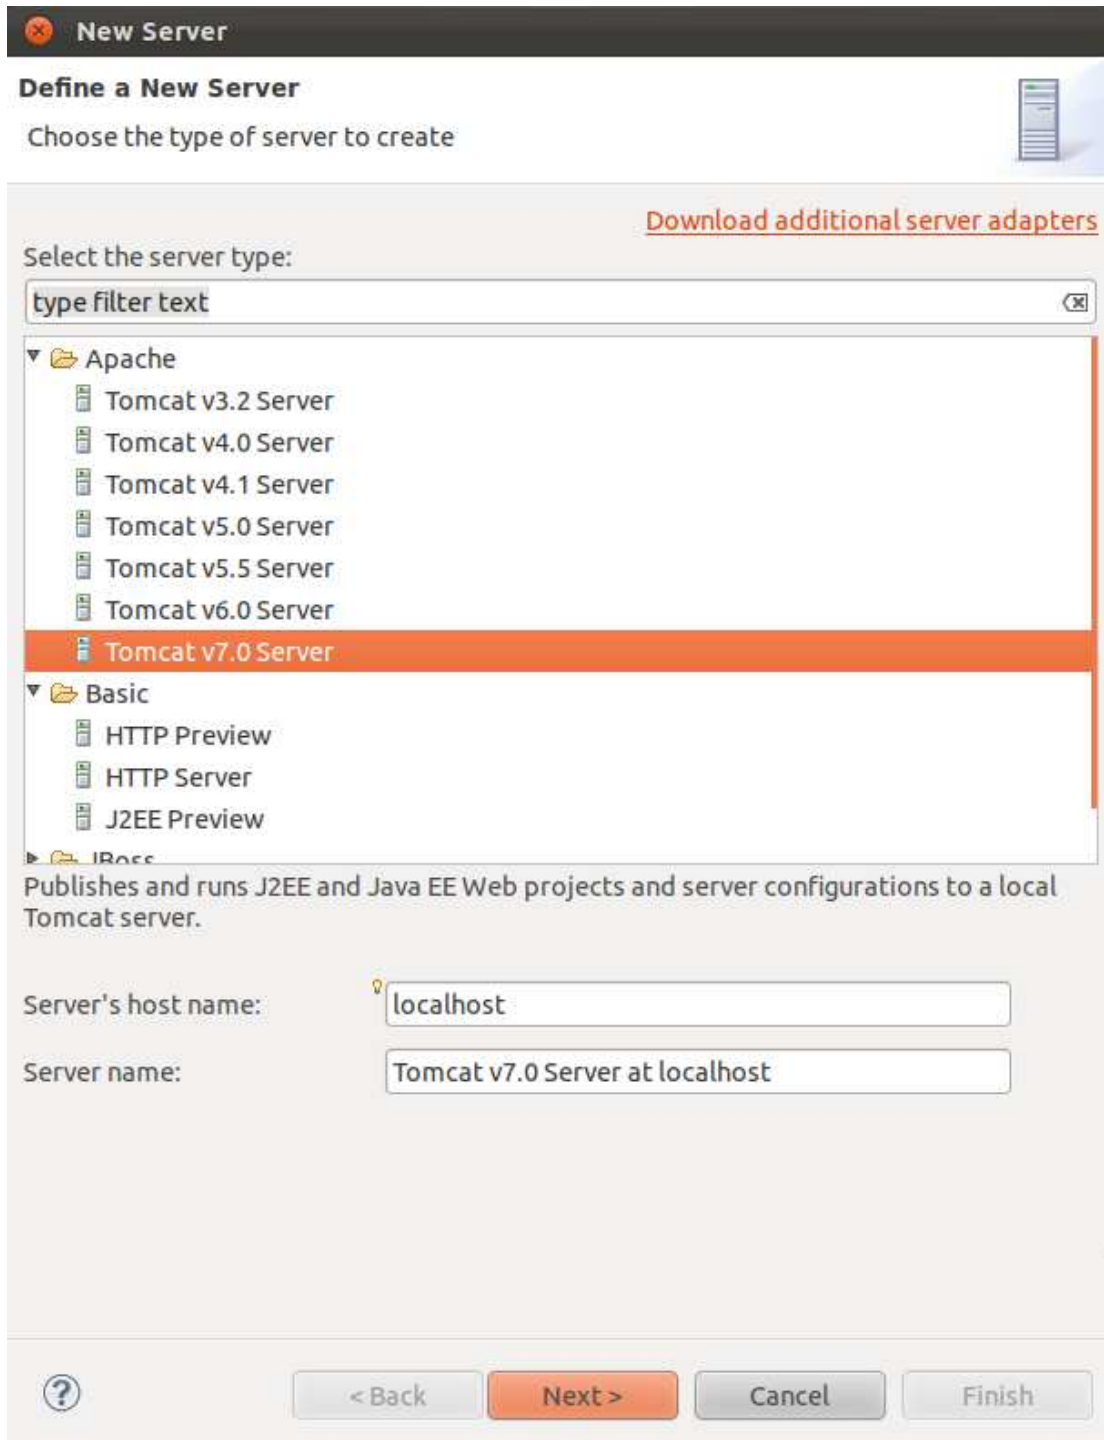 New Server
Define a New Server
Choose the type of server to create
Download additional server adapters
Select the server type:
type filter text
Apache
Tomcat v3.2 Server
Tomcat v4.0 Server
Tomcat v4.1 Server
Tomcat v5.0 Server
Tomcat v5.5 Server
Tomcat v6.0 Server
Tomcat v7.0 Server
Basic
HTTP Preview
HTTP Server
J2EE Preview
JBoss
Publishes and runs J2EE and Java EE Web projects and server configurations to a local
Tomcat server.
Server's host name: localhost
Server name: Tomcat v7.0 Server at localhost
< Back Next > Cancel Finish